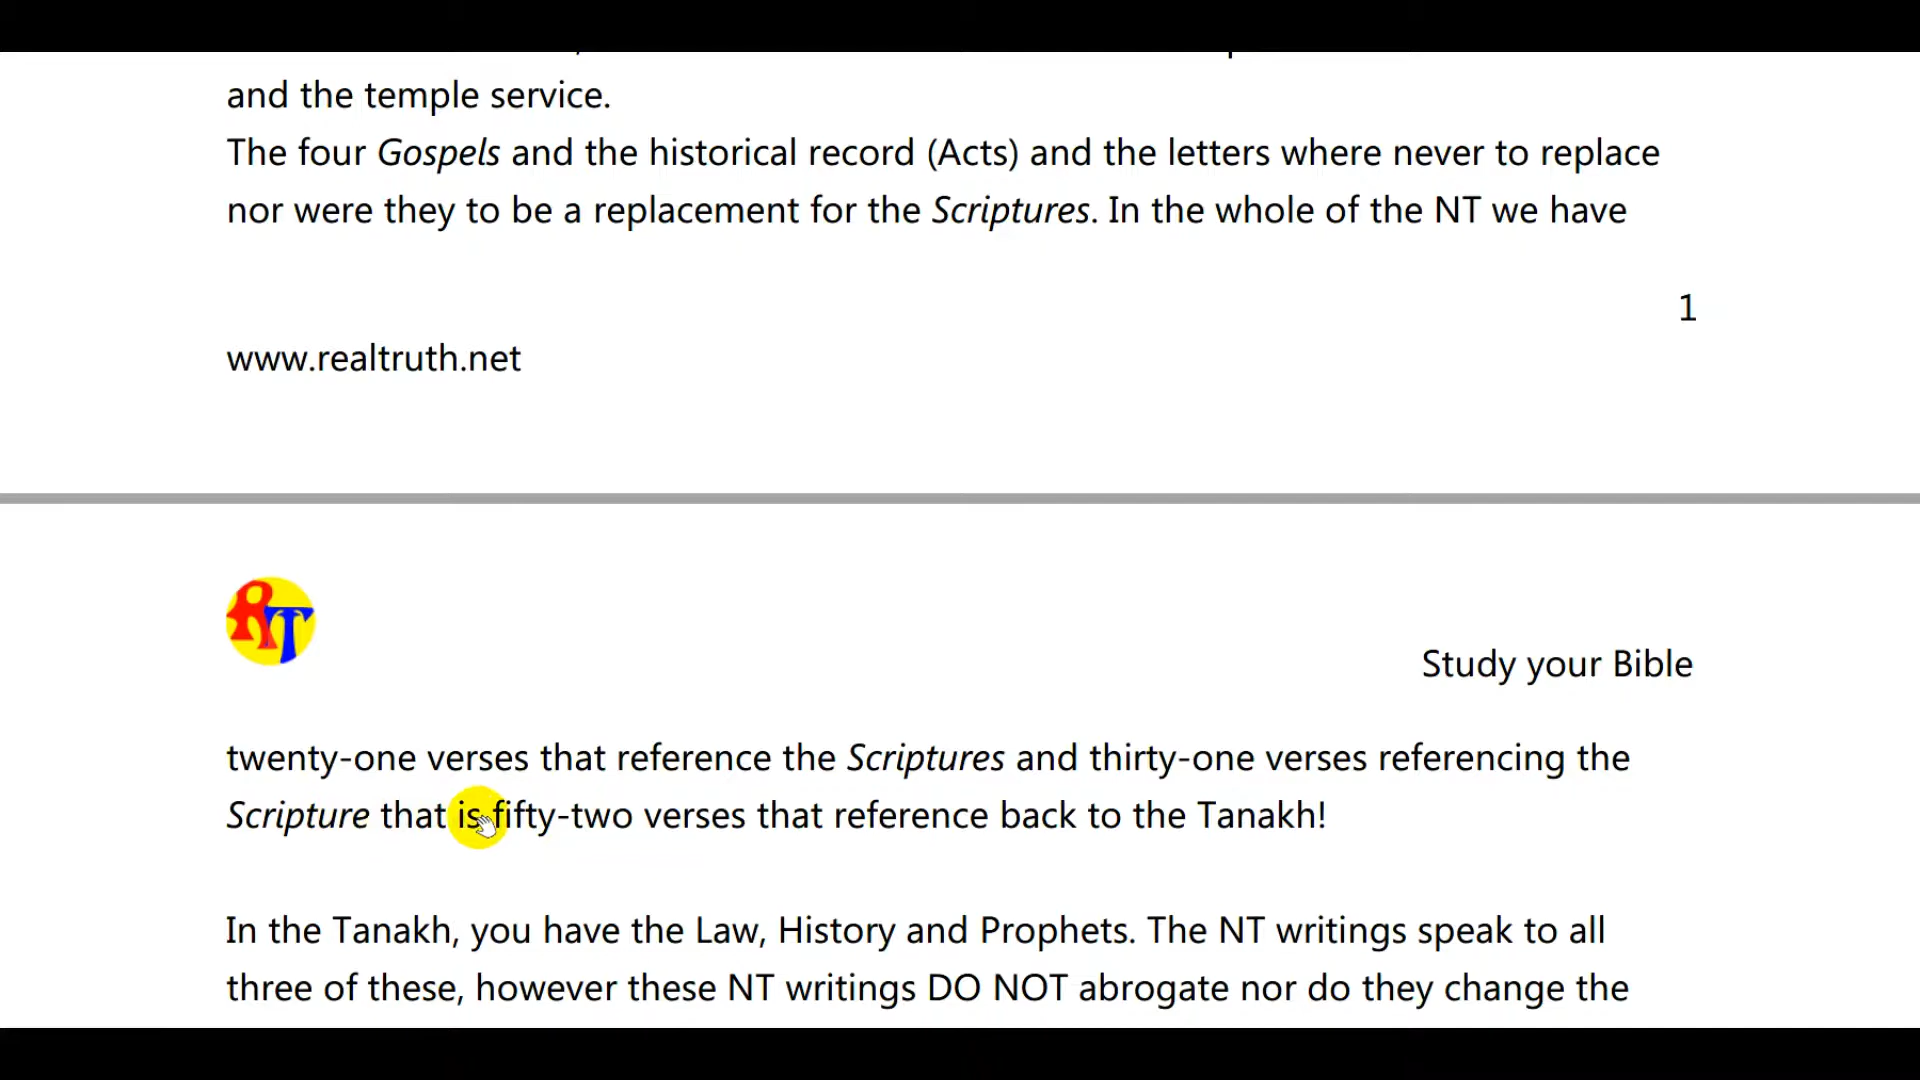 and the temple service.
The four Gospels and the historical record (Acts) and the letters where never to replace
nor were they to be a replacement for the Scriptures. In the whole of the NT we have
1
www.realtruth.net
RT
Study your Bible
twenty-one verses that reference the Scriptures and thirty-one verses referencing the
Scripture that is fifty-two verses that reference back to the Tanakh!
In the Tanakh, you have the Law, History and Prophets. The NT writings speak to all
three of these, however these NT writings DO NOT abrogate nor do they change the